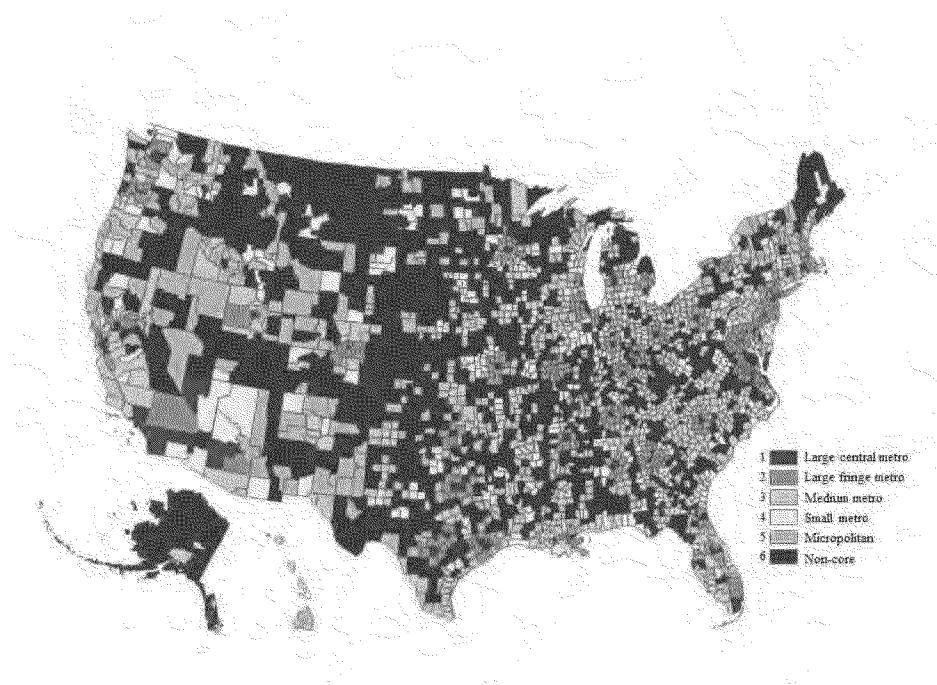 1 Large central metro
2 Large fringe metro
3 Medium metro
4 Small metro
5 Micropolitan
6 Non-core